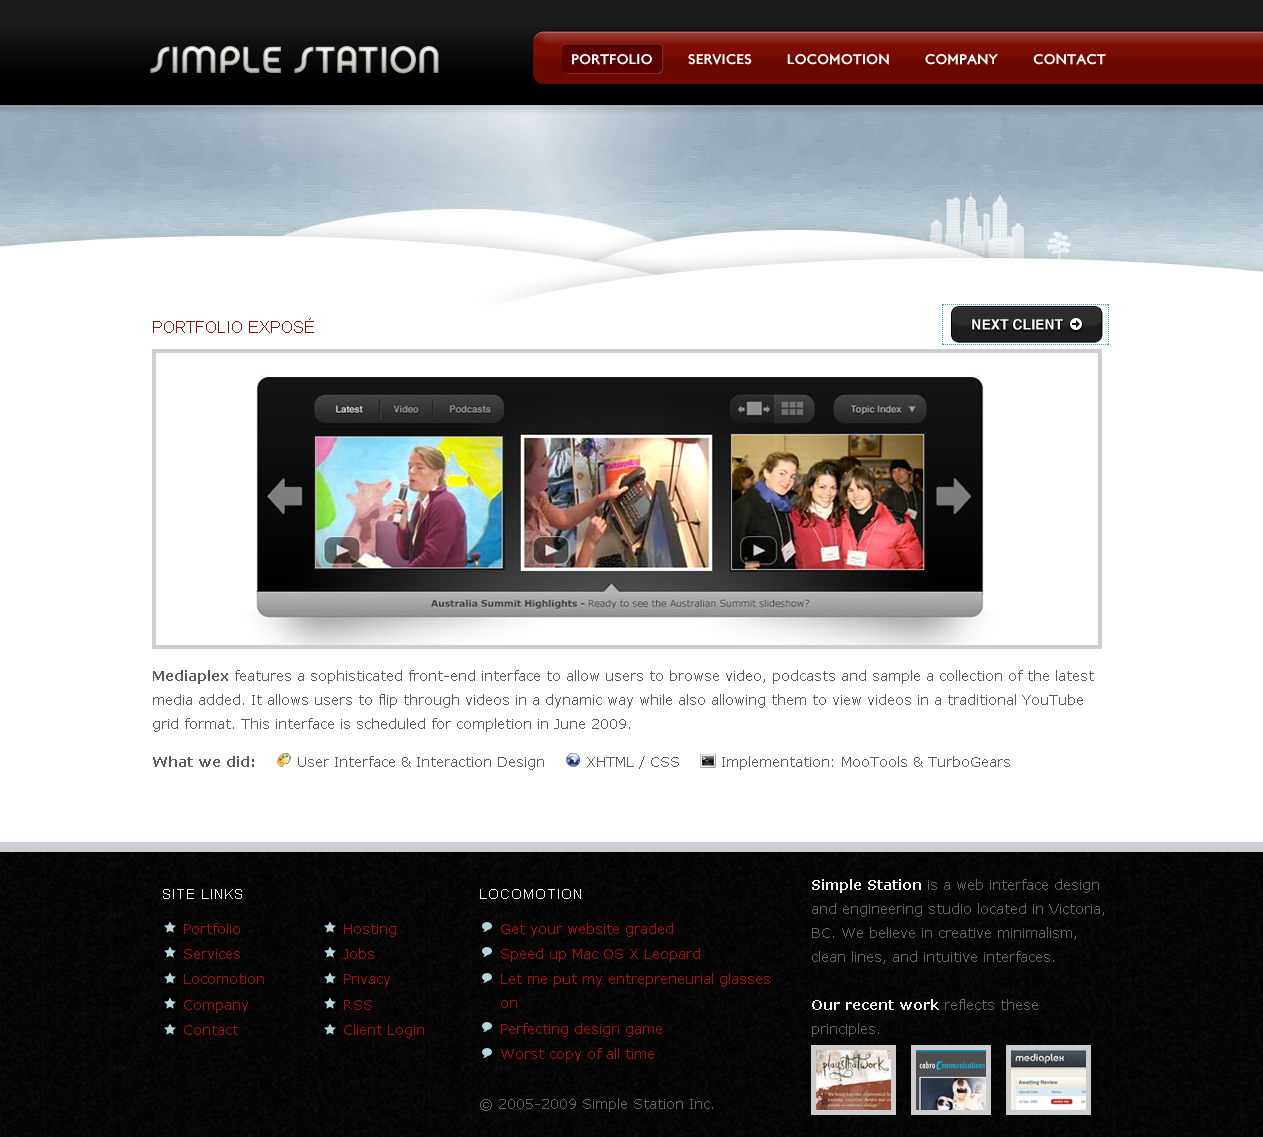 SIMPLE STATION
PORTFOLIO SERVICES LOCOMOTION COMPANY CONTACT
PORTFOLIO EXPOSÉ
NEXT CLIENT
Latest Video Podcasts Topic Index
Australia Summit Highlights - Ready to see the Australian Summit slideshow?
Mediaplex features a sophisticated front-end interface to allow users to browse video, podcasts and sample a collection of the latest
media added. It allows users to flip through videos in a dynamic way while also allowing them to view videos in a traditional YouTube
grid format. This interface is scheduled for completion in June 2009.
What we did: User Interface & Interaction Design XHTML / CSS Implementation: MooTools & TurboGears
SITE LINKS
Portfolio
Services
Locomotion
Company
Contact
Hosting
Jobs
Privacy
RSS
Client Login
LOCOMOTION
Get your website graded
Speed up Mac OS X Leopard
Let me put my entrepreneurial glasses
on
Perfecting design game
Worst copy of all time
© 2005-2009 Simple Station Inc.
Simple Station is a web interface design
and engineering studio located in Victoria,
BC. We believe in creative minimalism,
clean lines, and intuitive interfaces.
Our recent work reflects these
principles.
playsthatwork
cabro Communications
mediaplex
Awaiting Review